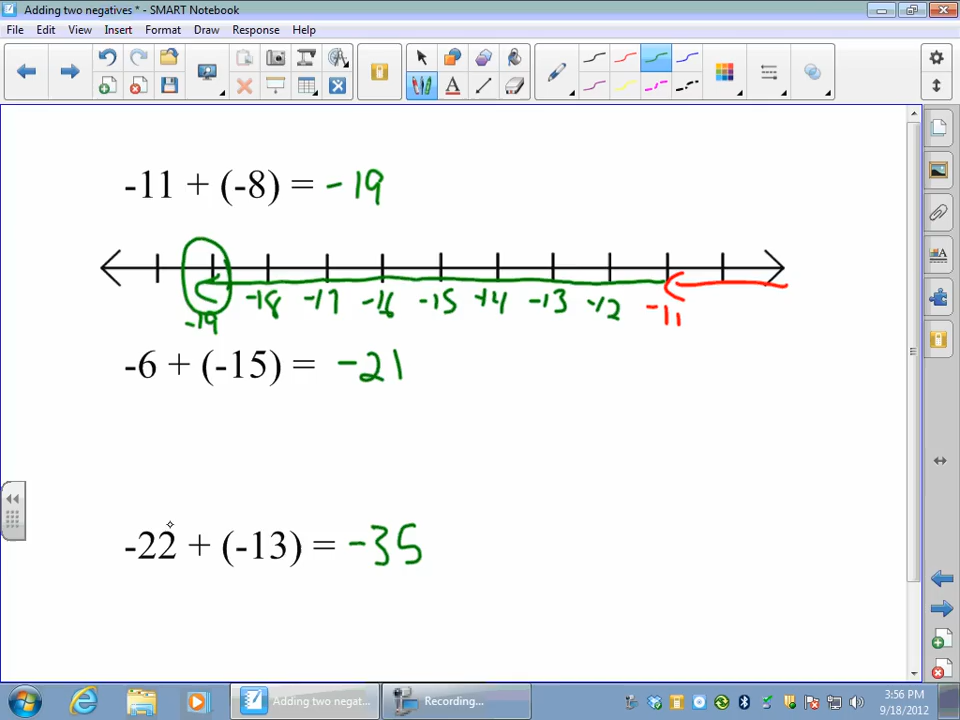 Adding two negatives * - SMART Notebook
File Edit View Insert Format Draw Response Help
-11 + (-8) = -19
-19 -18 -17 -16 -15 -14 -13 -12 -11
-6 + (-15) = -21
-22 + (-13) = -35
Adding two negat...
Recording...
3:56 PM
9/18/2012